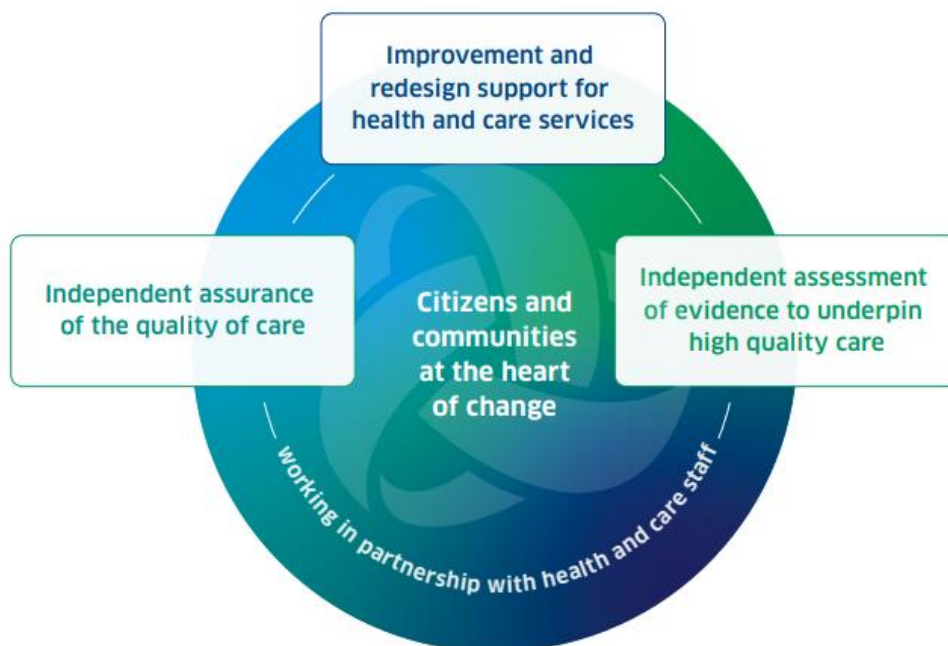 Improvement and
redesign support for
health and care services
Independent assurance
of the quality of care
Independent assessment
of evidence to underpin
high quality care
Citizens and
communities
at the heart
of change
working in partnership with health and care staff